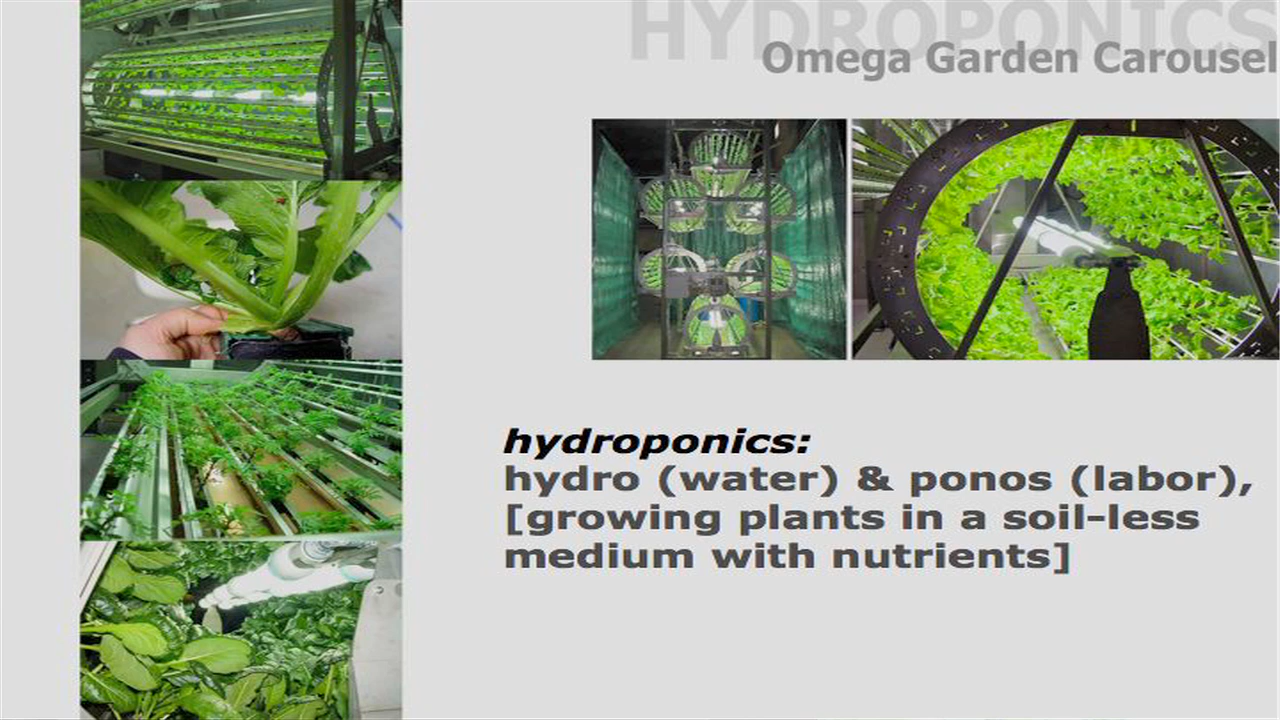 HYDROPONICS
Omega Garden Carousel
hydroponics:
hydro (water) & ponos (labor),
[growing plants in a soil-less
medium with nutrients]